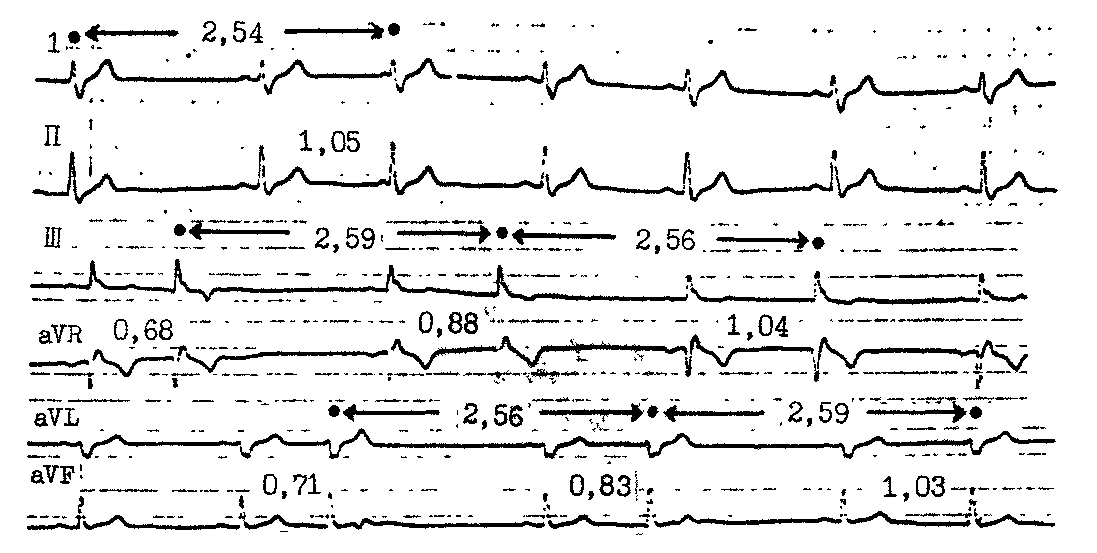 2,54
1
II
1,05
III
2,59 2,56
aVR 0,68 0,88 1,04
aVL 2,56 2,59
aVF 0,71 0,83 1,03